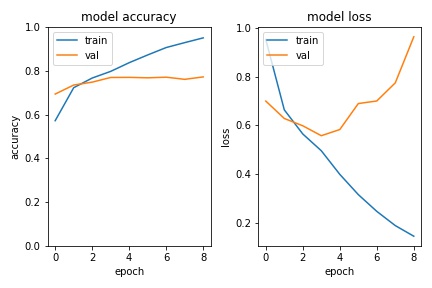 model accuracy
train
val
1.0
0.8
0.6
0.4
0.2
0.0
accuracy
0 2 4 6 8
epoch
model loss
train
val
1.0
0.8
0.6
0.4
0.2
loss
0 2 4 6 8
epoch